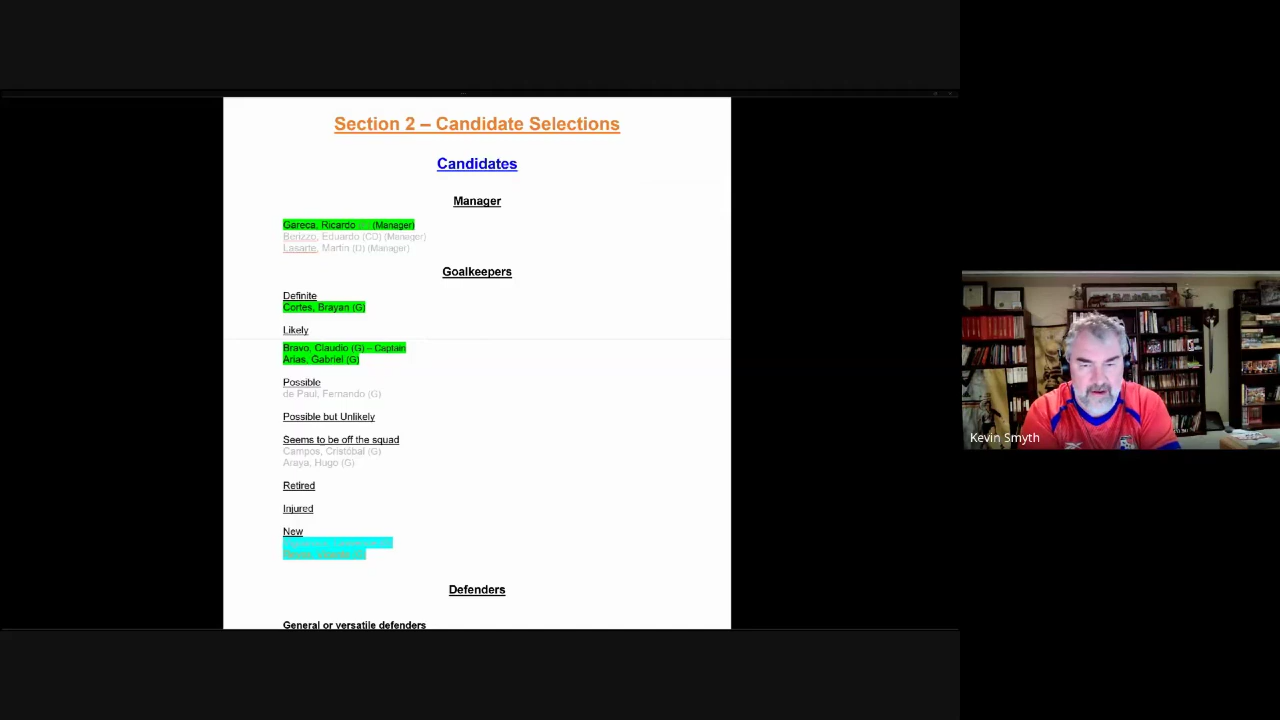 Section 2 – Candidate Selections
Candidates
Manager
Gareca, Ricardo (Manager)
Berizzo, Eduardo (CD) (Manager)
Lasarte, Martin (D) (Manager)
Goalkeepers
Definite
Cortes, Brayan (G)
Likely
Bravo, Claudio (G) – Captain
Arias, Gabriel (G)
Possible
de Paul, Fernando (G)
Possible but Unlikely
Seems to be off the squad
Campos, Cristóbal (G)
Araya, Hugo (G)
Retired
Injured
New
Defenders
General or versatile defenders
Kevin Smyth